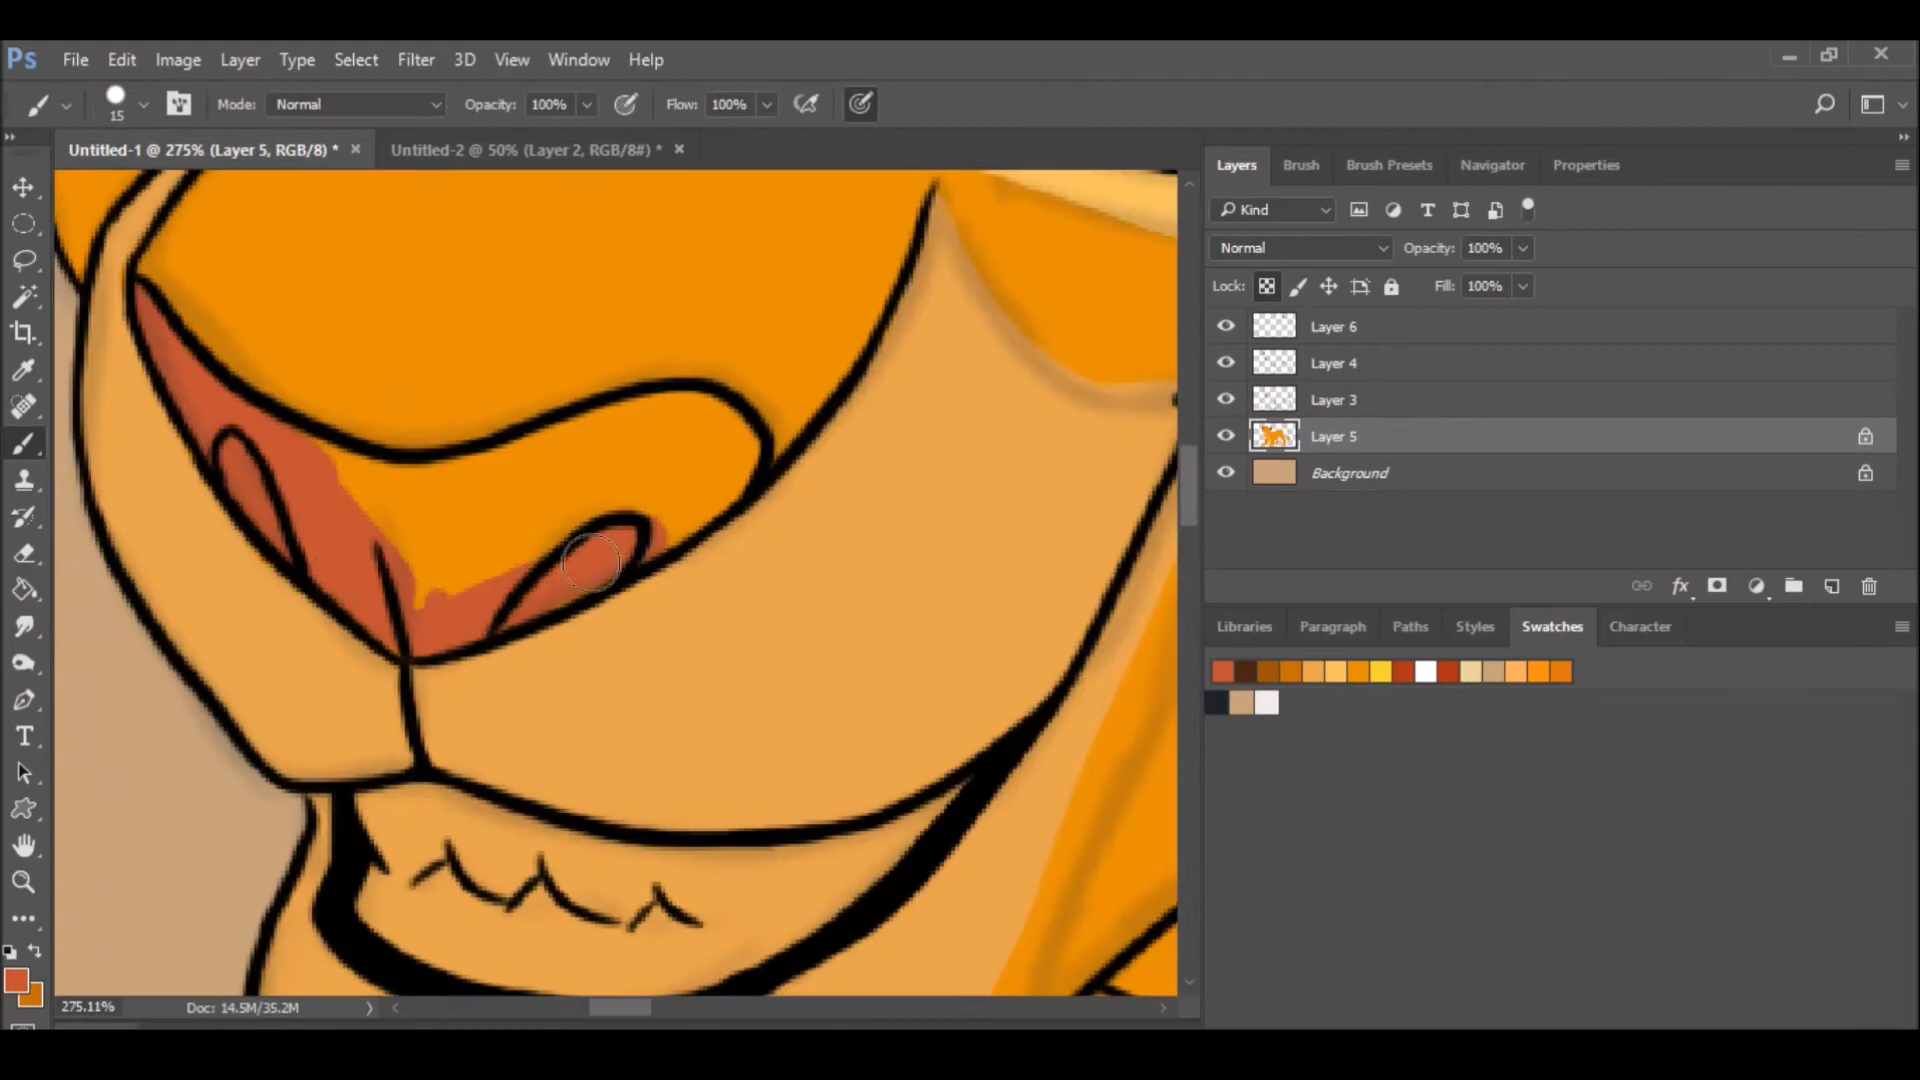 Ps File Edit Image Layer Type Select Filter 3D View Window Help
15 Mode: Normal Opacity: 100% Flow: 100%
Untitled-1 @ 275% (Layer 5, RGB/8) * Untitled-2 @ 50% (Layer 2, RGB/8#) *
Layers Brush Brush Presets Navigator Properties
Kind
Normal Opacity: 100%
Lock: Fill: 100%
Layer 6
Layer 4
Layer 3
Layer 5
Background
fx
Libraries Paragraph Paths Styles Swatches Character
275.11% Doc: 14.5M/35.2M